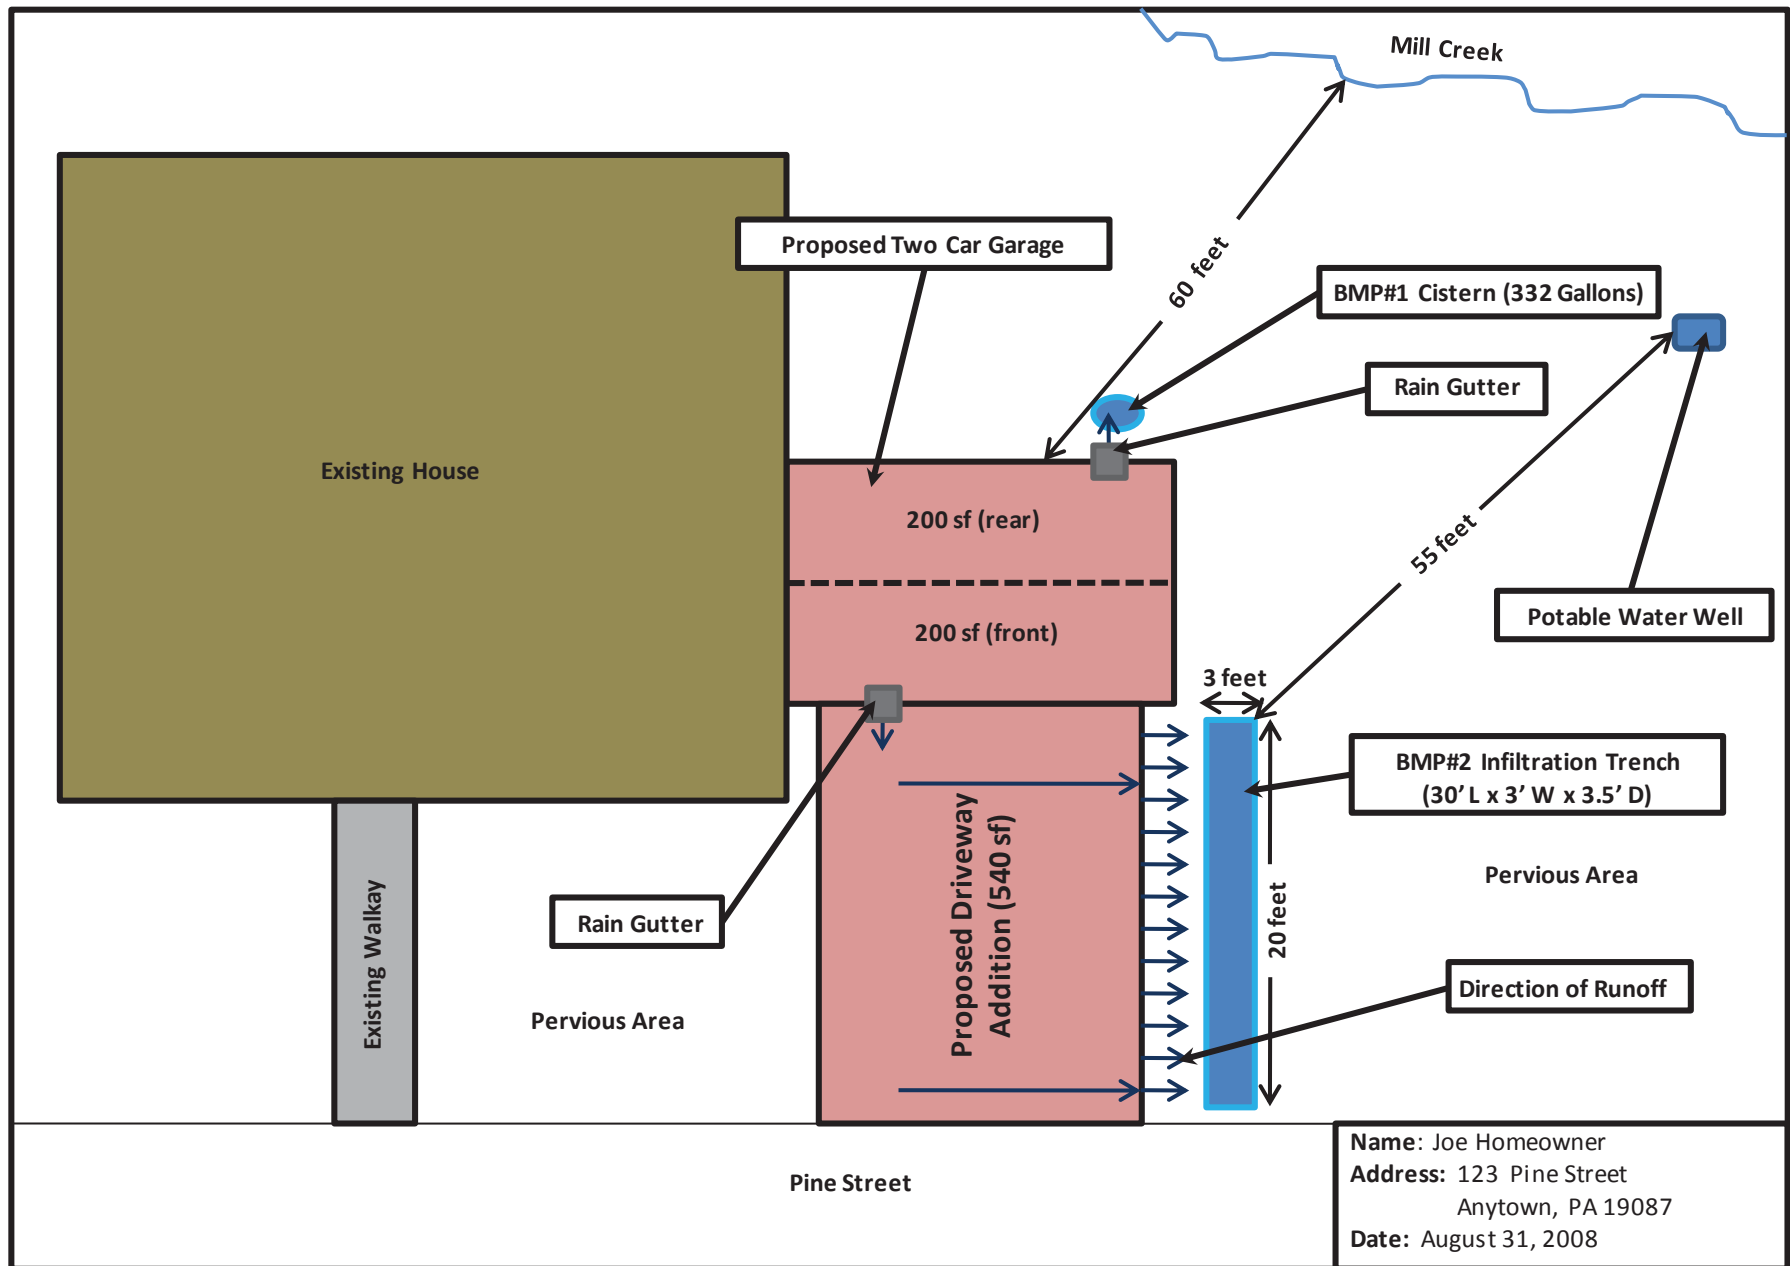 Mill Creek
Proposed Two Car Garage
60 feet
BMP#1 Cistern (332 Gallons)
Rain Gutter
Existing House
200 sf (rear)
55 feet
Potable Water Well
200 sf (front)
3 feet
BMP#2 Infiltration Trench
(30' L x 3' W x 3.5' D)
Proposed Driveway
Addition (540 sf)
20 feet
Pervious Area
Rain Gutter
Existing Walkay
Direction of Runoff
Pervious Area
Pine Street
Name: Joe Homeowner
Address: 123 Pine Street
Anytown, PA 19087
Date: August 31, 2008